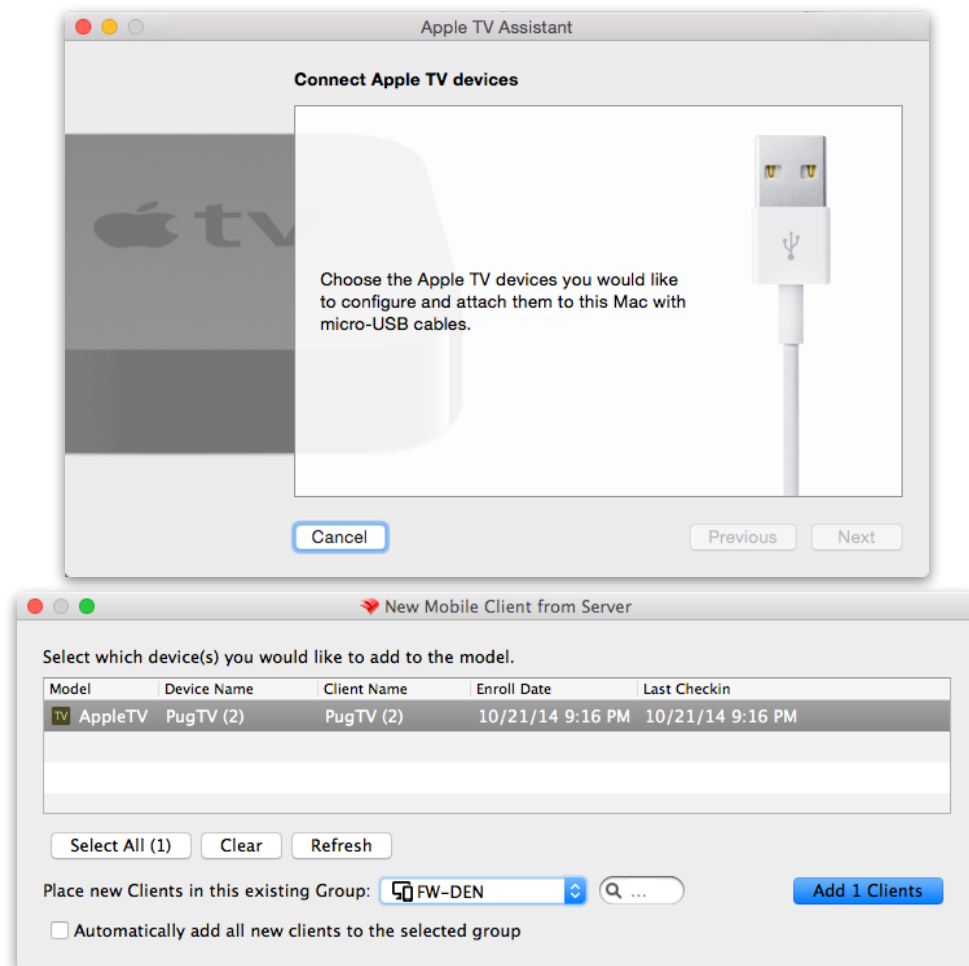 Apple TV Assistant
Connect Apple TV devices
tv
Choose the Apple TV devices you would like
to configure and attach them to this Mac with
micro-USB cables.
Cancel
Previous
Next
New Mobile Client from Server
Select which device(s) you would like to add to the model.
Model Device Name Client Name Enroll Date Last Checkin
TV AppleTV PugTV (2) PugTV (2) 10/21/14 9:16 PM 10/21/14 9:16 PM
Select All (1) Clear Refresh
Place new Clients in this existing Group: FW-DEN ... Add 1 Clients
Automatically add all new clients to the selected group